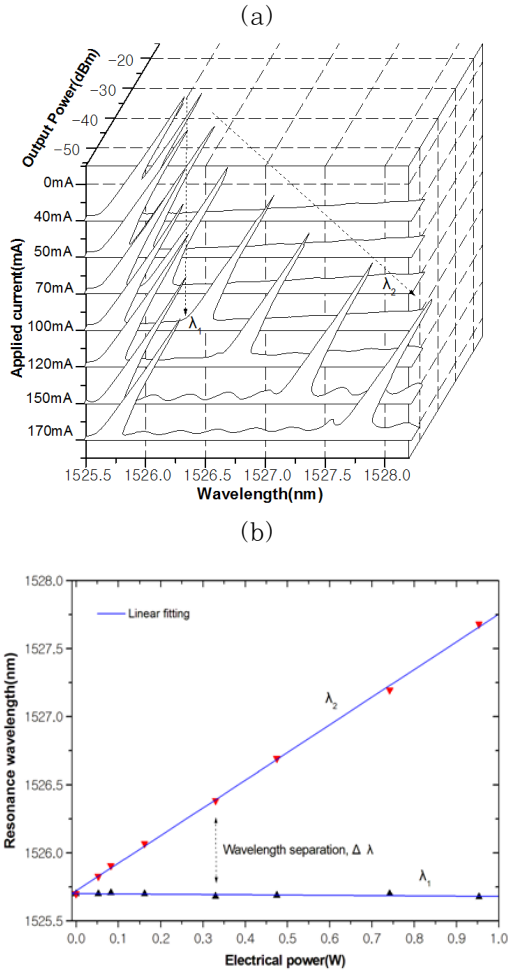 (a)
Output Power(dBm)
-20
-30
-40
-50
Applied current(mA)
0mA
40mA
50mA
70mA
100mA
120mA
150mA
170mA
λ1
λ2
1525.5 1526.0 1526.5 1527.0 1527.5 1528.0
Wavelength(nm)
(b)
Resonance wavelength(nm)
1528.0
1527.5
1527.0
1526.5
1526.0
1525.5
Linear fitting
λ2
Wavelength separation, Δ λ
λ1
0.0 0.1 0.2 0.3 0.4 0.5 0.6 0.7 0.8 0.9 1.0
Electrical power(W)